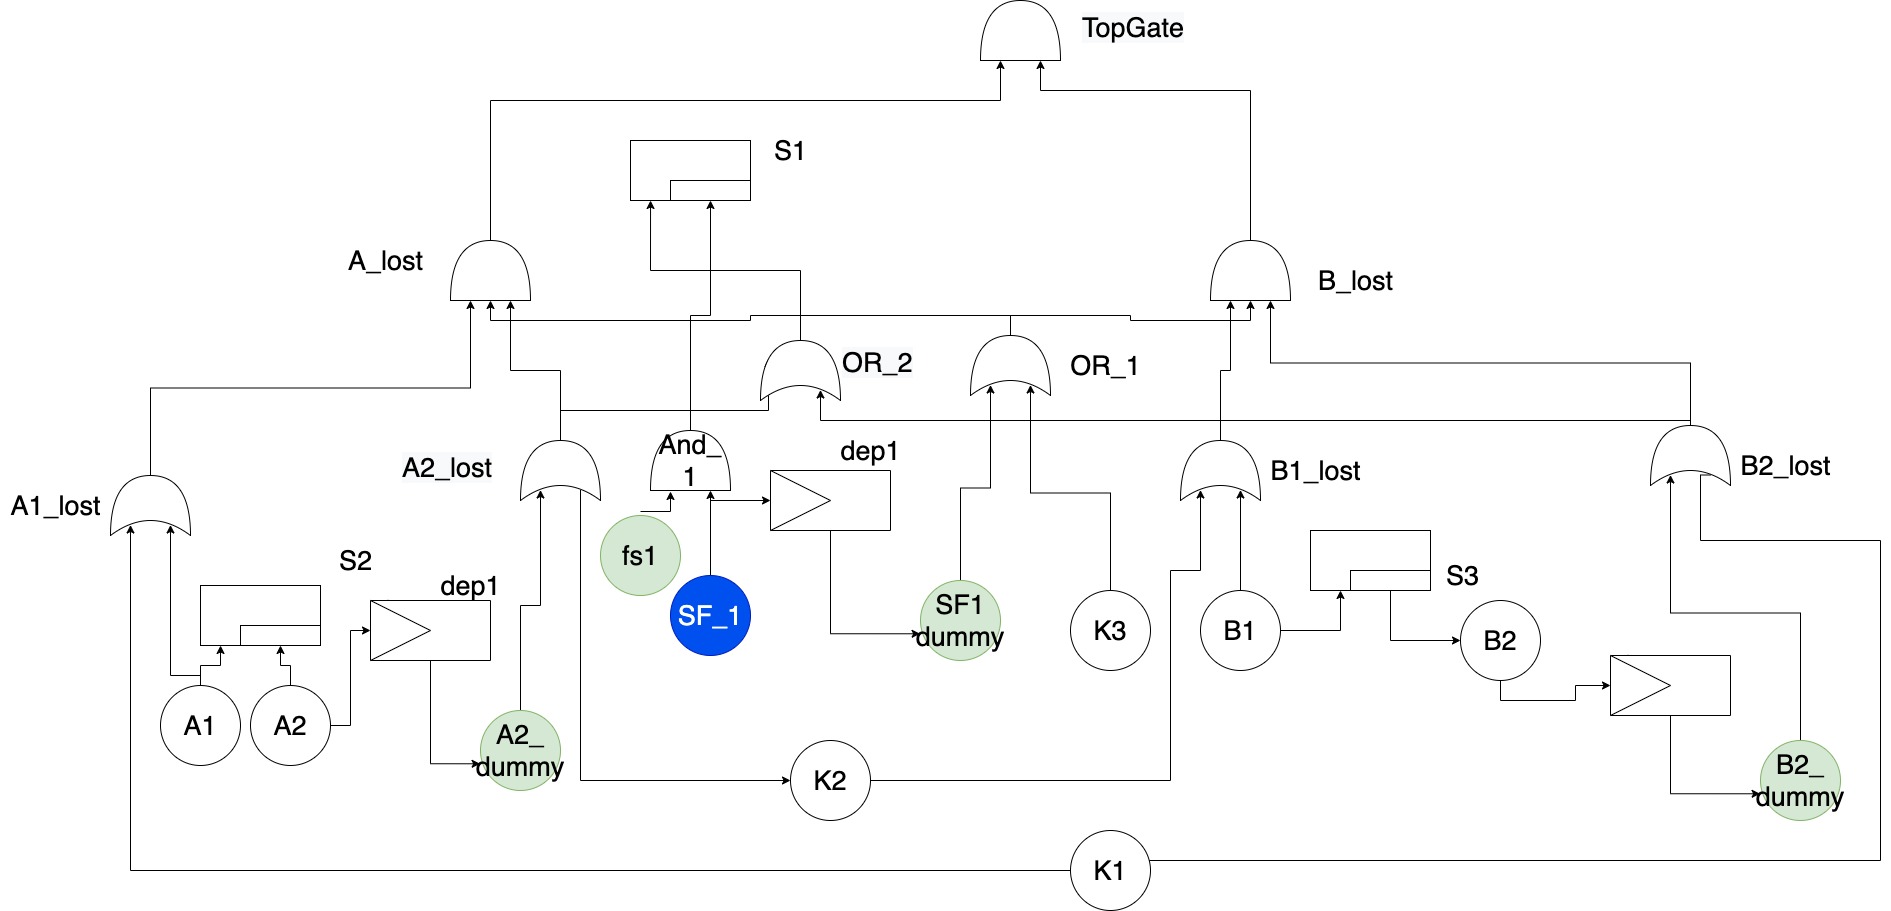 TopGate
S1
A_lost
B_lost
OR_2
OR_1
And_
1
dep1
A2_lost
B1_lost
B2_lost
A1_lost
S2
dep1
fs1
SF_1
SF1
dummy
K3
B1
S3
B2
A1
A2
A2_
dummy
K2
B2_
dummy
K1